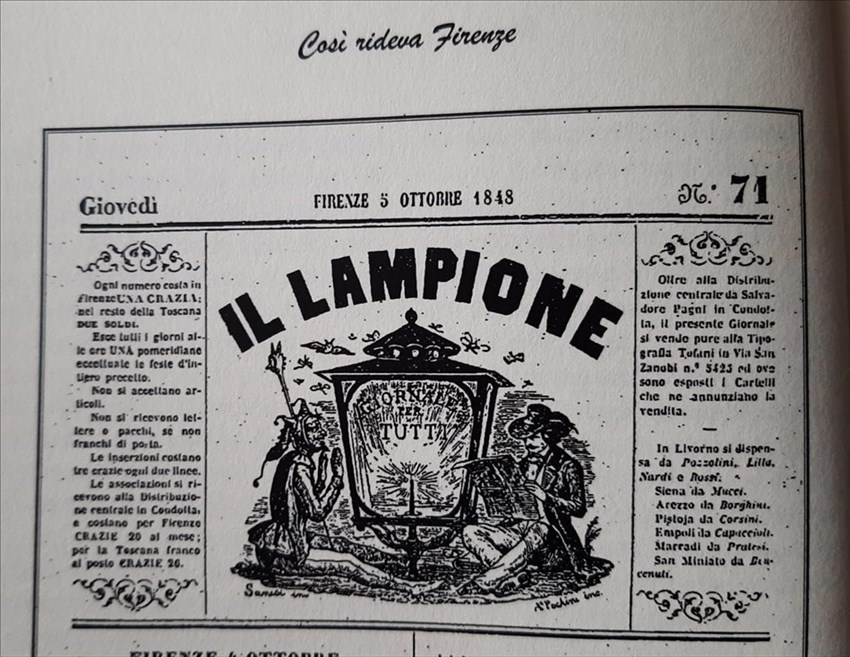 Così rideva Firenze
Giovedì
FIRENZE 5 OTTOBRE 1848
N.° 71
Ogni numero costa in
Firenze UNA CRAZIA;
nel resto della Toscana
DUE SOLDI.
Esce tutti i giorni al-
le ore UNA pomeridiane
eccettuate le feste d'in-
tiero precetto.
Non si accettano ar-
ticoli.
Non si ricevono let-
tere o pacchi, se non
franchi di posta.
Le inserzioni costano
tre crazie ogni due linee.
Le associazioni si ri-
cevono alla Distribuzio-
ne centrale in Condotta,
e costano per Firenze
CRAZIE 20 al mese;
per la Toscana franco
al posto CRAZIE 26.
IL LAMPIONE
GIORNALE
PER
TUTTI
Oltre alla Distribu-
zione centrale da Salva-
dore Pagni in Condot-
ta, il presente Giornale
si vende pure alla Tipo-
grafia Tofani in Via San
Zanobi n.° 5423 ed ove
sono esposti i Cartelli
che ne annunziano la
vendita.
In Livorno si dispen-
sa da Pozzolini, Lillo,
Nardi e Rossi.
Siena da Mucci.
Arezzo da Borghini.
Pistoja da Corsini.
Empoli da Capaccioli.
Marradi da Pratesi.
San Miniato da Ben-
cenuti.
FIRENZE 4 OTTOBRE